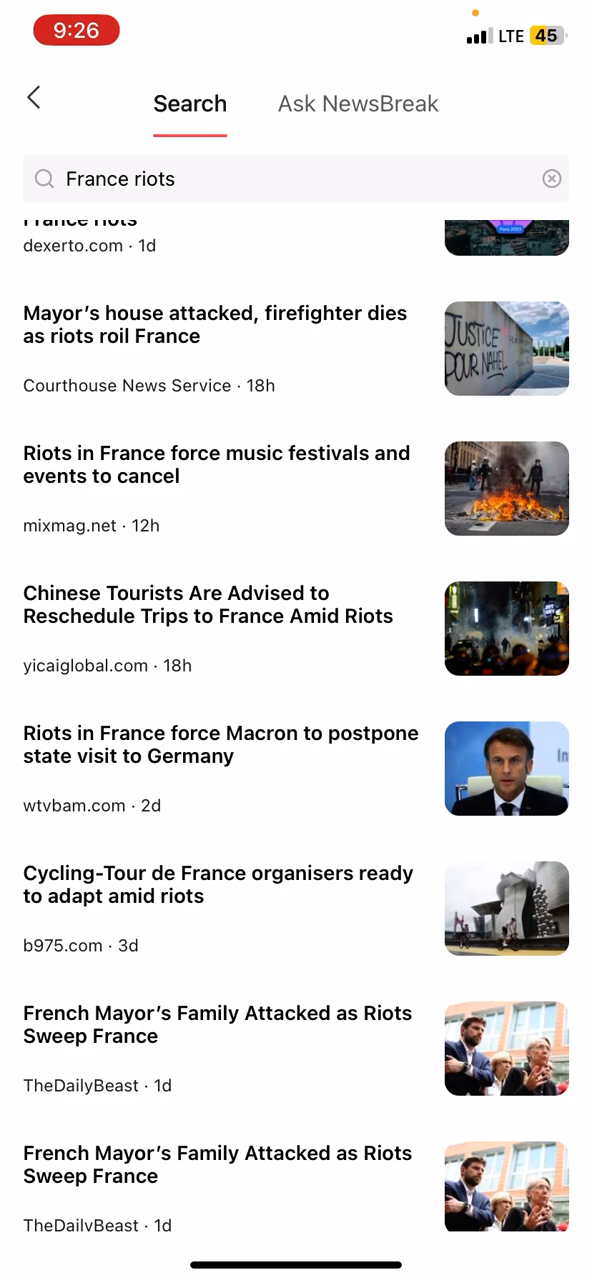 9:26
LTE 45
Search
Ask NewsBreak
France riots
France riots
dexerto.com · 1d
Mayor’s house attacked, firefighter dies
as riots roil France
Courthouse News Service · 18h
JUSTICE
POUR NAHEL
Riots in France force music festivals and
events to cancel
mixmag.net · 12h
Chinese Tourists Are Advised to
Reschedule Trips to France Amid Riots
yicaiglobal.com · 18h
Riots in France force Macron to postpone
state visit to Germany
wtvbam.com · 2d
Cycling-Tour de France organisers ready
to adapt amid riots
b975.com · 3d
French Mayor’s Family Attacked as Riots
Sweep France
TheDailyBeast · 1d
French Mayor’s Family Attacked as Riots
Sweep France
TheDailyBeast · 1d